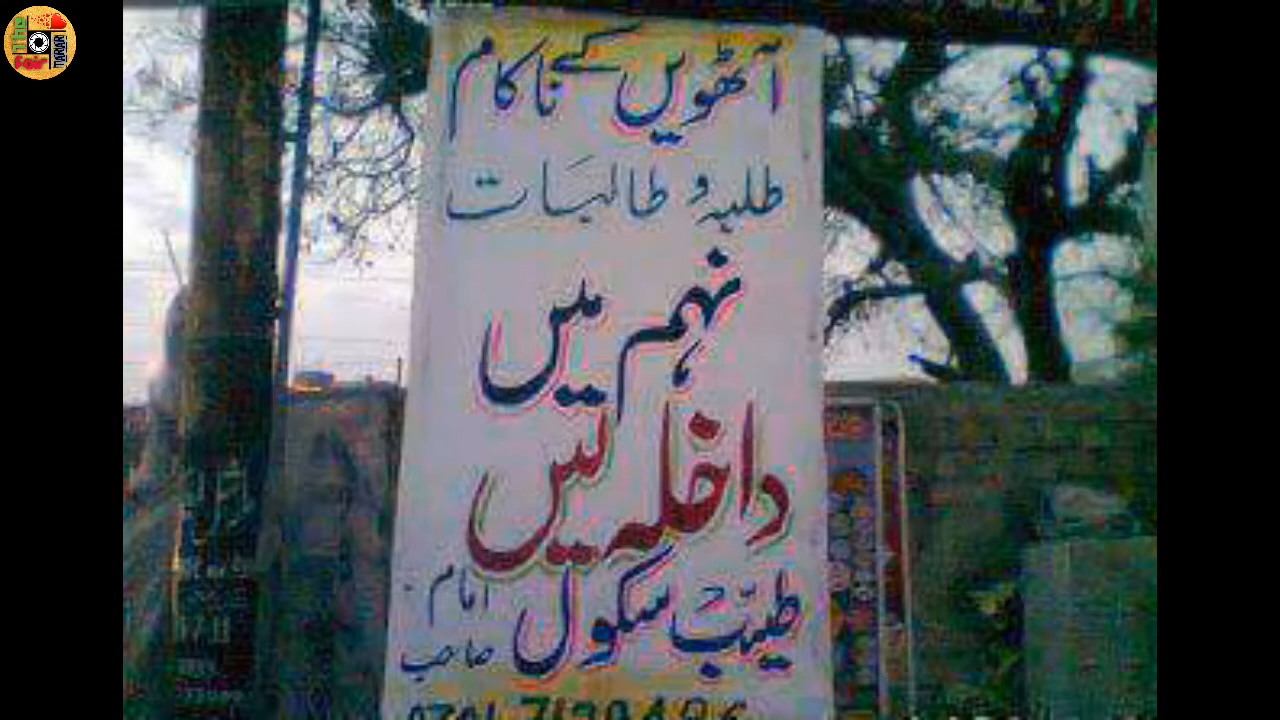 آٹھویں کے ناکام
طلبہ و طالبات
نہم میں
داخلہ لیں
طیب سکول امام صاحب